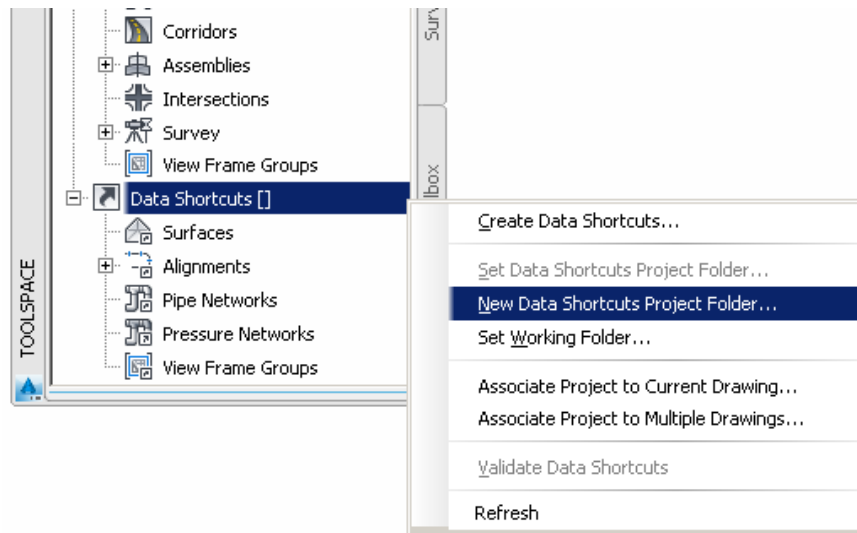 Corridors
Assemblies
Intersections
Survey
View Frame Groups
Data Shortcuts []
Surfaces
Alignments
Pipe Networks
Pressure Networks
View Frame Groups
TOOLSPACE
Create Data Shortcuts...
Set Data Shortcuts Project Folder...
New Data Shortcuts Project Folder...
Set Working Folder...
Associate Project to Current Drawing...
Associate Project to Multiple Drawings...
Validate Data Shortcuts
Refresh